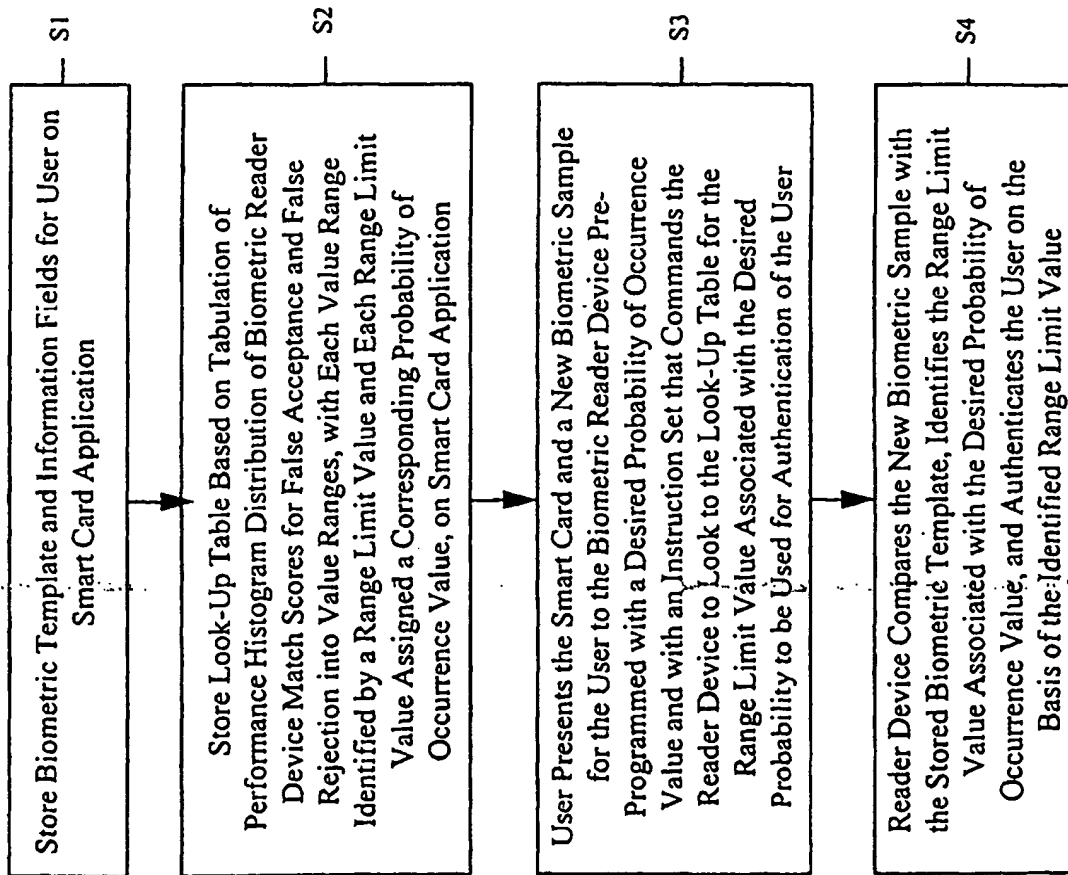 Store Biometric Template and Information Fields for User on
Smart Card Application
S1
Store Look-Up Table Based on Tabulation of
Performance Histogram Distribution of Biometric Reader
Device Match Scores for False Acceptance and False
Rejection into Value Ranges, with Each Value Range
Identified by a Range Limit Value and Each Range Limit
Value Assigned a Corresponding Probability of
Occurrence Value, on Smart Card Application
S2
User Presents the Smart Card and a New Biometric Sample
for the User to the Biometric Reader Device Pre-
Programmed with a Desired Probability of Occurrence
Value and with an Instruction Set that Commands the
Reader Device to Look to the Look-Up Table for the
Range Limit Value Associated with the Desired
Probability to be Used for Authentication of the User
S3
Reader Device Compares the New Biometric Sample with
the Stored Biometric Template, Identifies the Range Limit
Value Associated with the Desired Probability of
Occurrence Value, and Authenticates the User on the
Basis of the Identified Range Limit Value
S4